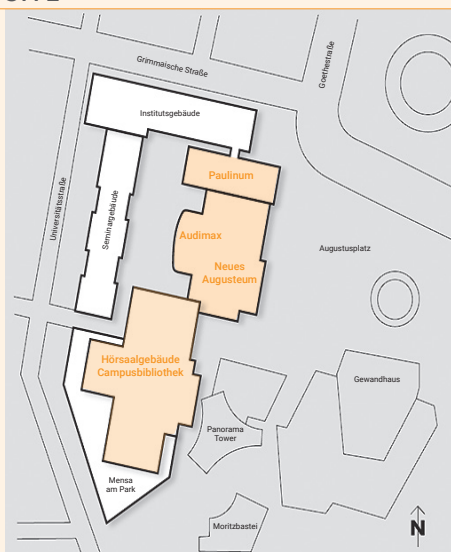 Grimmaische Straße
Goethestraße
Institutsgebäude
Paulinum
Universitätsstraße
Seminargebäude
Audimax
Augustusplatz
Neues
Augusteum
Hörsaalgebäude
Campusbibliothek
Gewandhaus
Panorama
Tower
Mensa
am Park
Moritzbastei
N